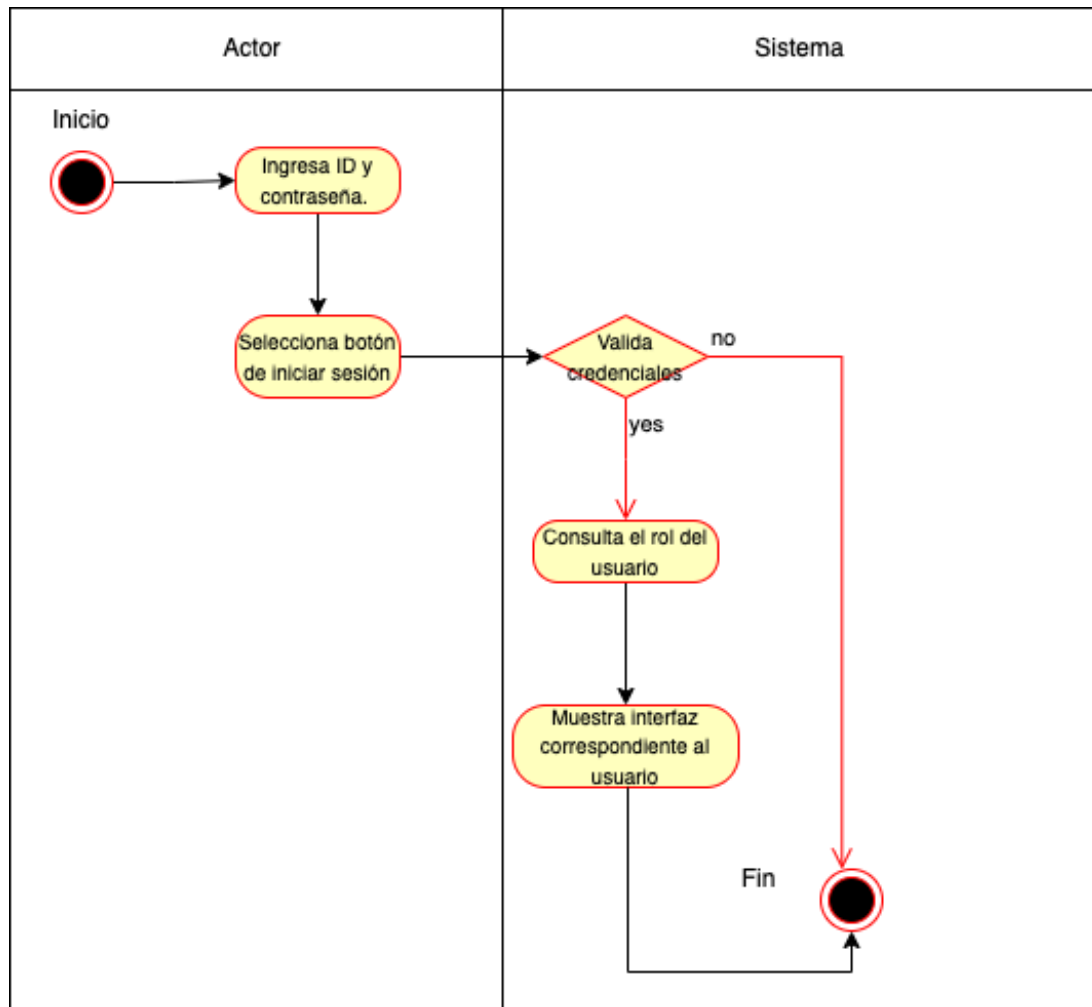 Actor
Sistema
Inicio
Ingresa ID y
contraseña.
Selecciona botón
de iniciar sesión
Valida
credenciales
no
yes
Consulta el rol del
usuario
Muestra interfaz
correspondiente al
usuario
Fin